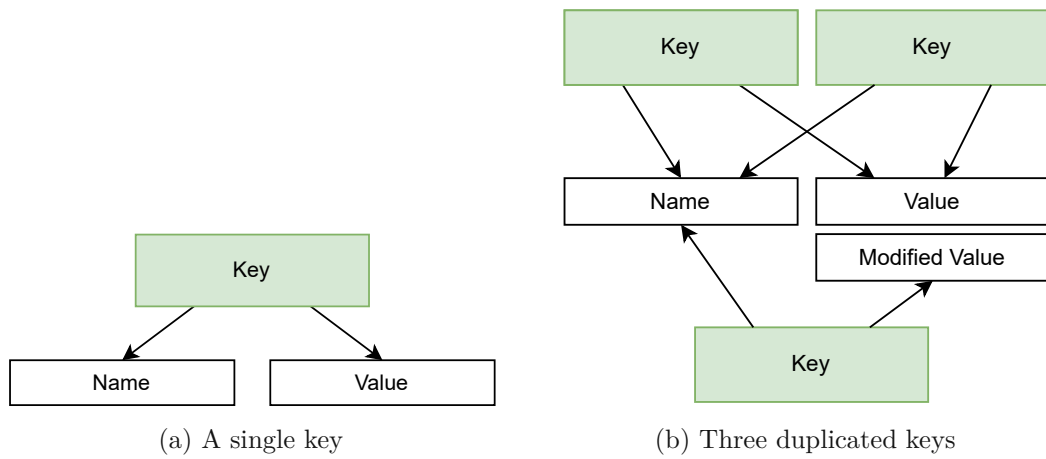 Key
Name
Value
(a) A single key
Key
Key
Name
Value
Modified Value
Key
(b) Three duplicated keys